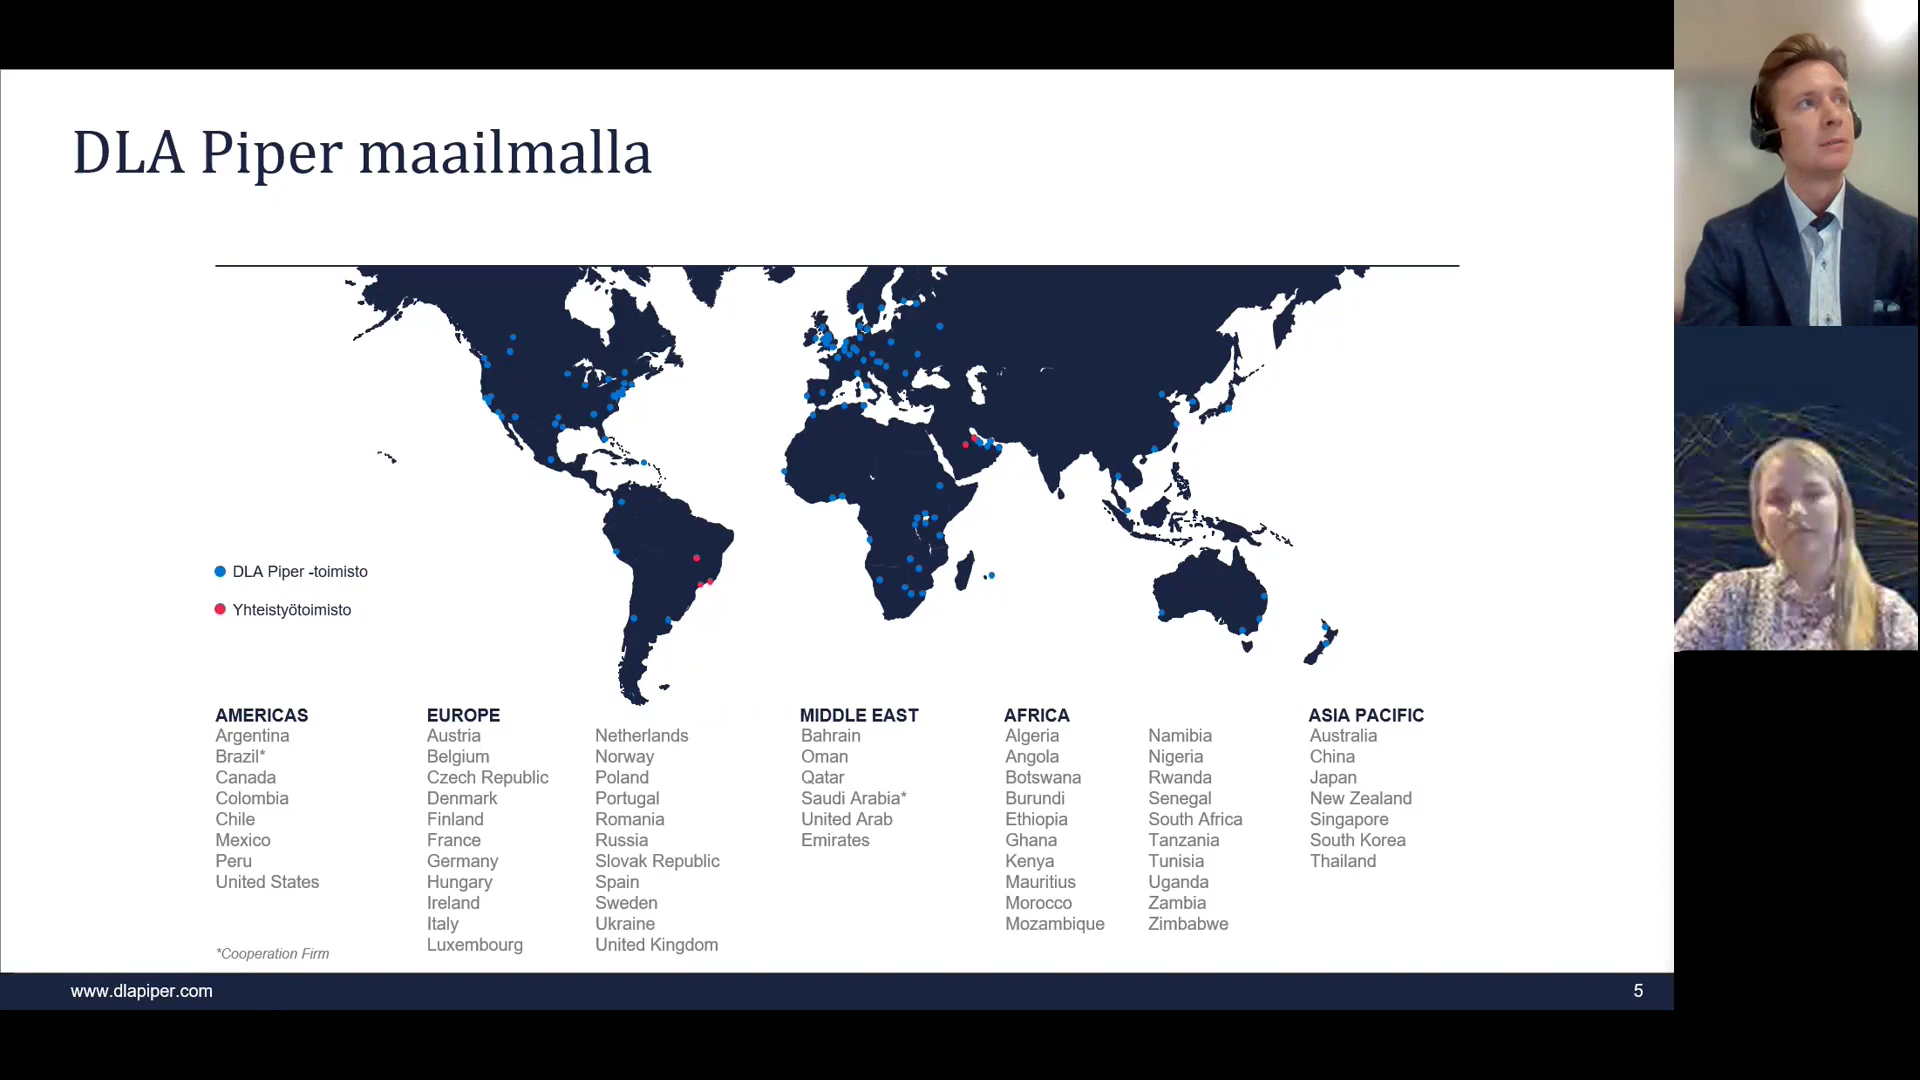 DLA Piper maailmalla
DLA Piper -toimisto
Yhteistyötoimisto
AMERICAS
Argentina
Brazil*
Canada
Colombia
Chile
Mexico
Peru
United States
*Cooperation Firm
EUROPE
Austria
Belgium
Czech Republic
Denmark
Finland
France
Germany
Hungary
Ireland
Italy
Luxembourg
Netherlands
Norway
Poland
Portugal
Romania
Russia
Slovak Republic
Spain
Sweden
Ukraine
United Kingdom
MIDDLE EAST
Bahrain
Oman
Qatar
Saudi Arabia*
United Arab
Emirates
AFRICA
Algeria
Angola
Botswana
Burundi
Ethiopia
Ghana
Kenya
Mauritius
Morocco
Mozambique
Namibia
Nigeria
Rwanda
Senegal
South Africa
Tanzania
Tunisia
Uganda
Zambia
Zimbabwe
ASIA PACIFIC
Australia
China
Japan
New Zealand
Singapore
South Korea
Thailand
www.dlapiper.com
5